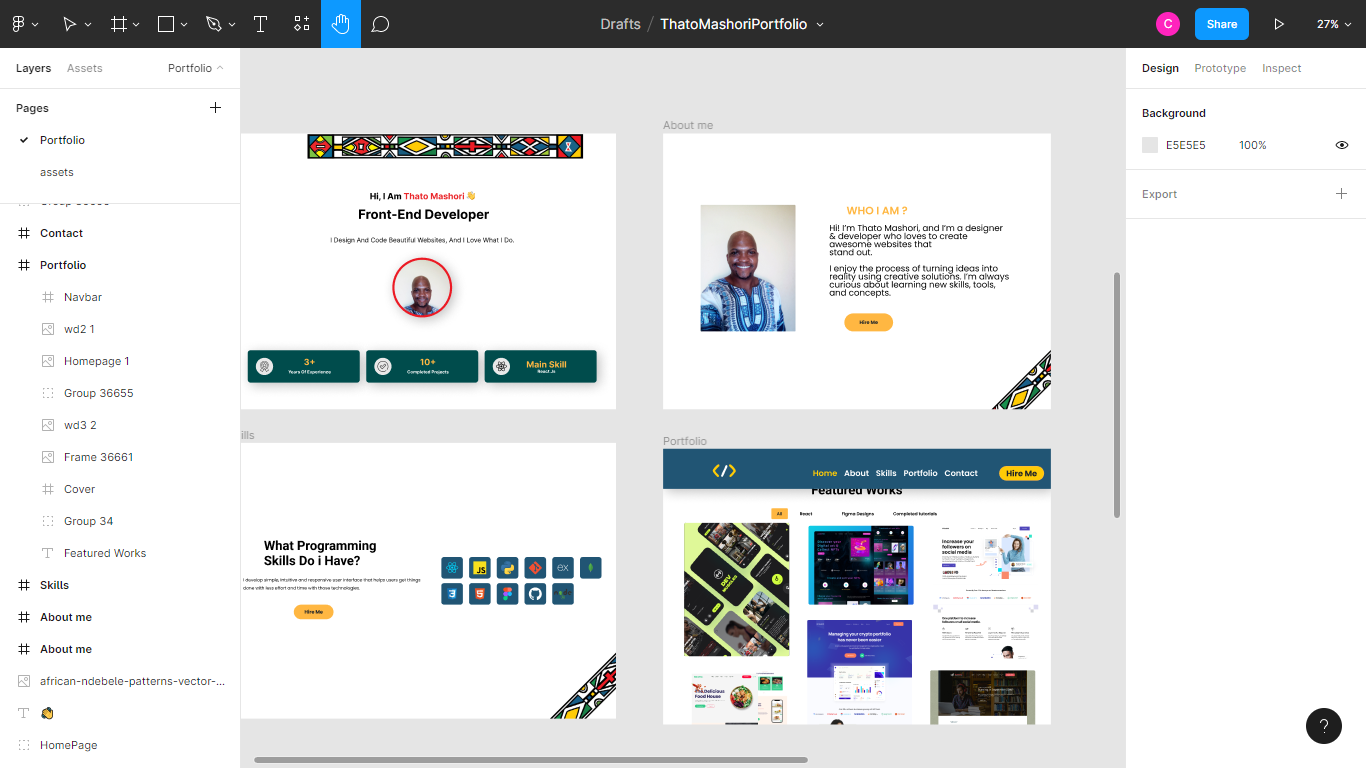 Drafts / ThatoMashoriPortfolio
C
Share
27%
Layers
Assets
Portfolio
Design
Prototype
Inspect
Pages
Portfolio
assets
Contact
Portfolio
Navbar
wd2 1
Homepage 1
Group 36655
wd3 2
Frame 36661
Cover
Group 34
Featured Works
Skills
About me
About me
african-ndebele-patterns-vector-...
HomePage
Background
E5E5E5
100%
Export
?
Hi, I Am Thato Mashori 👋
Front-End Developer
I Design And Code Beautiful Websites, And I Love What I Do.
3+
Years Of Experience
10+
Completed Projects
Main Skill
React Js
About me
WHO I AM ?
Hi! I'm Thato Mashori, and I'm a designer
& developer who loves to create
awesome websites that
stand out.
I enjoy the process of turning ideas into
reality using creative solutions. I'm always
curious about learning new skills, tools,
and concepts.
Hire Me
ills
What Programming
Skills Do i Have?
I develop simple, intuitive and responsive user interface that helps users get things
done with less effort and time with those technologies.
Hire Me
JS
EX
Portfolio
Home
About
Skills
Portfolio
Contact
Hire Me
Featured Works
All
React
Figma Designs
Completed tutorials
Increase your
followers on
social media
Managing your crypto portfolio
has never been easier
Food House